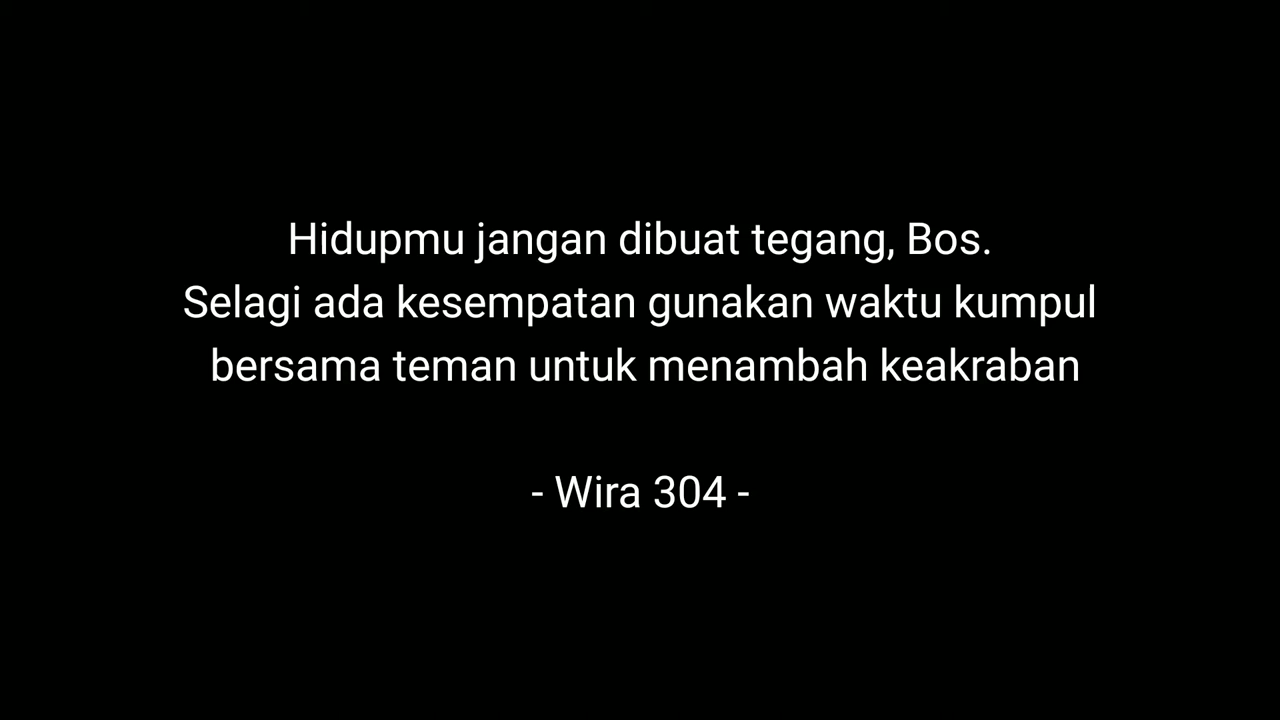 Hidupmu jangan dibuat tegang, Bos.
Selagi ada kesempatan gunakan waktu kumpul
bersama teman untuk menambah keakraban
- Wira 304 -